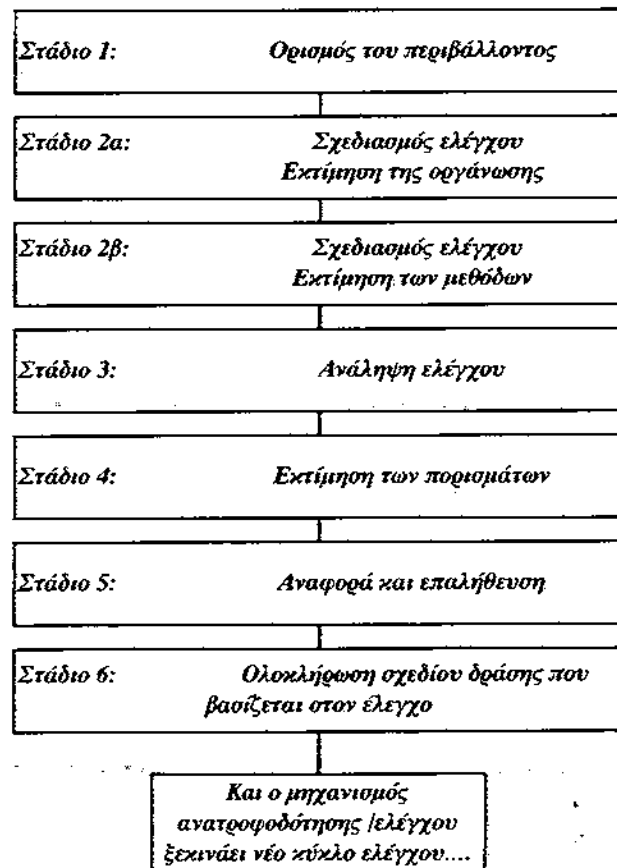 Στάδιο 1: Ορισμός του περιβάλλοντος
Στάδιο 2α: Σχεδιασμός ελέγχου
Εκτίμηση της οργάνωσης
Στάδιο 2β: Σχεδιασμός ελέγχου
Εκτίμηση των μεθόδων
Στάδιο 3: Ανάληψη ελέγχου
Στάδιο 4: Εκτίμηση των πορισμάτων
Στάδιο 5: Αναφορά και επαλήθευση
Στάδιο 6: Ολοκλήρωση σχεδίου δράσης που
βασίζεται στον έλεγχο
Και ο μηχανισμός
ανατροφοδότησης /ελέγχου
ξεκινάει νέο κύκλο ελέγχου....